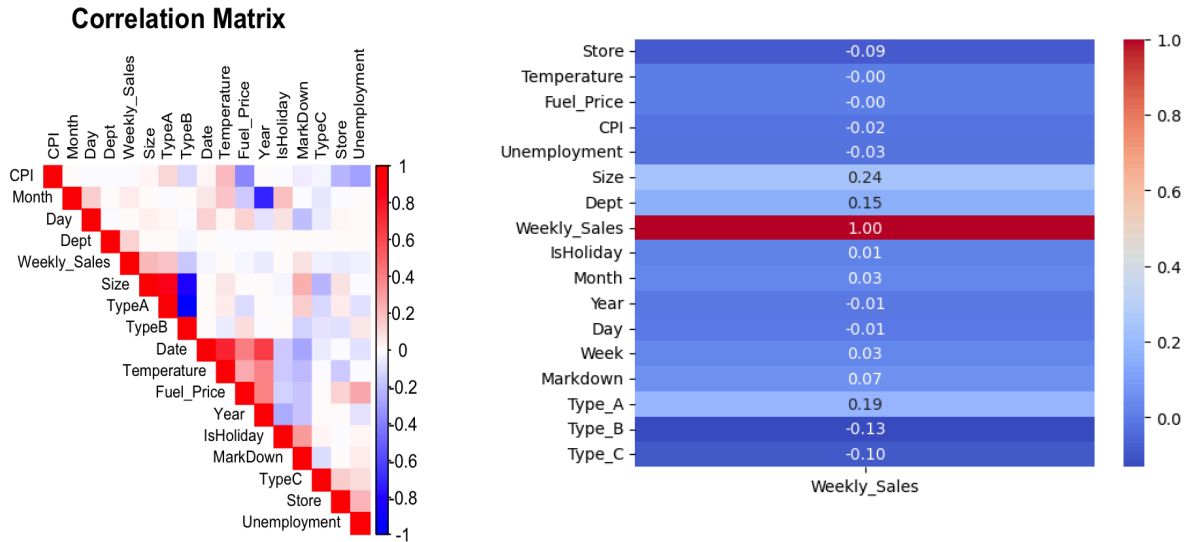 Correlation Matrix
CPI
Month
Day
Dept
Weekly_Sales
Size
TypeA
TypeB
Date
Temperature
Fuel_Price
Year
IsHoliday
MarkDown
TypeC
Store
Unemployment
CPI
Month
Day
Dept
Weekly_Sales
Size
TypeA
TypeB
Date
Temperature
Fuel_Price
Year
IsHoliday
MarkDown
TypeC
Store
Unemployment
1
0.8
0.6
0.4
0.2
0
-0.2
-0.4
-0.6
-0.8
-1
Store -0.09
Temperature -0.00
Fuel_Price -0.00
CPI -0.02
Unemployment -0.03
Size 0.24
Dept 0.15
Weekly_Sales 1.00
IsHoliday 0.01
Month 0.03
Year -0.01
Day -0.01
Week 0.03
Markdown 0.07
Type_A 0.19
Type_B -0.13
Type_C -0.10
Weekly_Sales
1.0
0.8
0.6
0.4
0.2
0.0